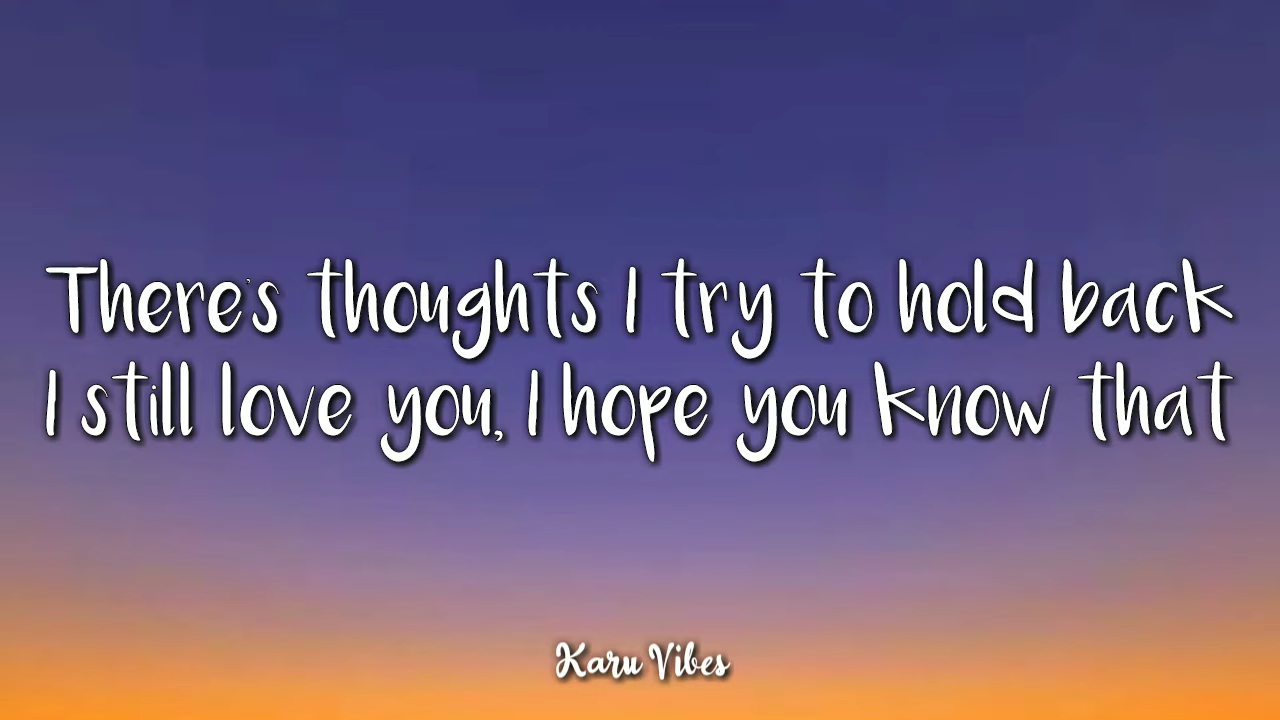 There's thoughts I try to hold back
I still love you, I hope you know that
Karu Vibes